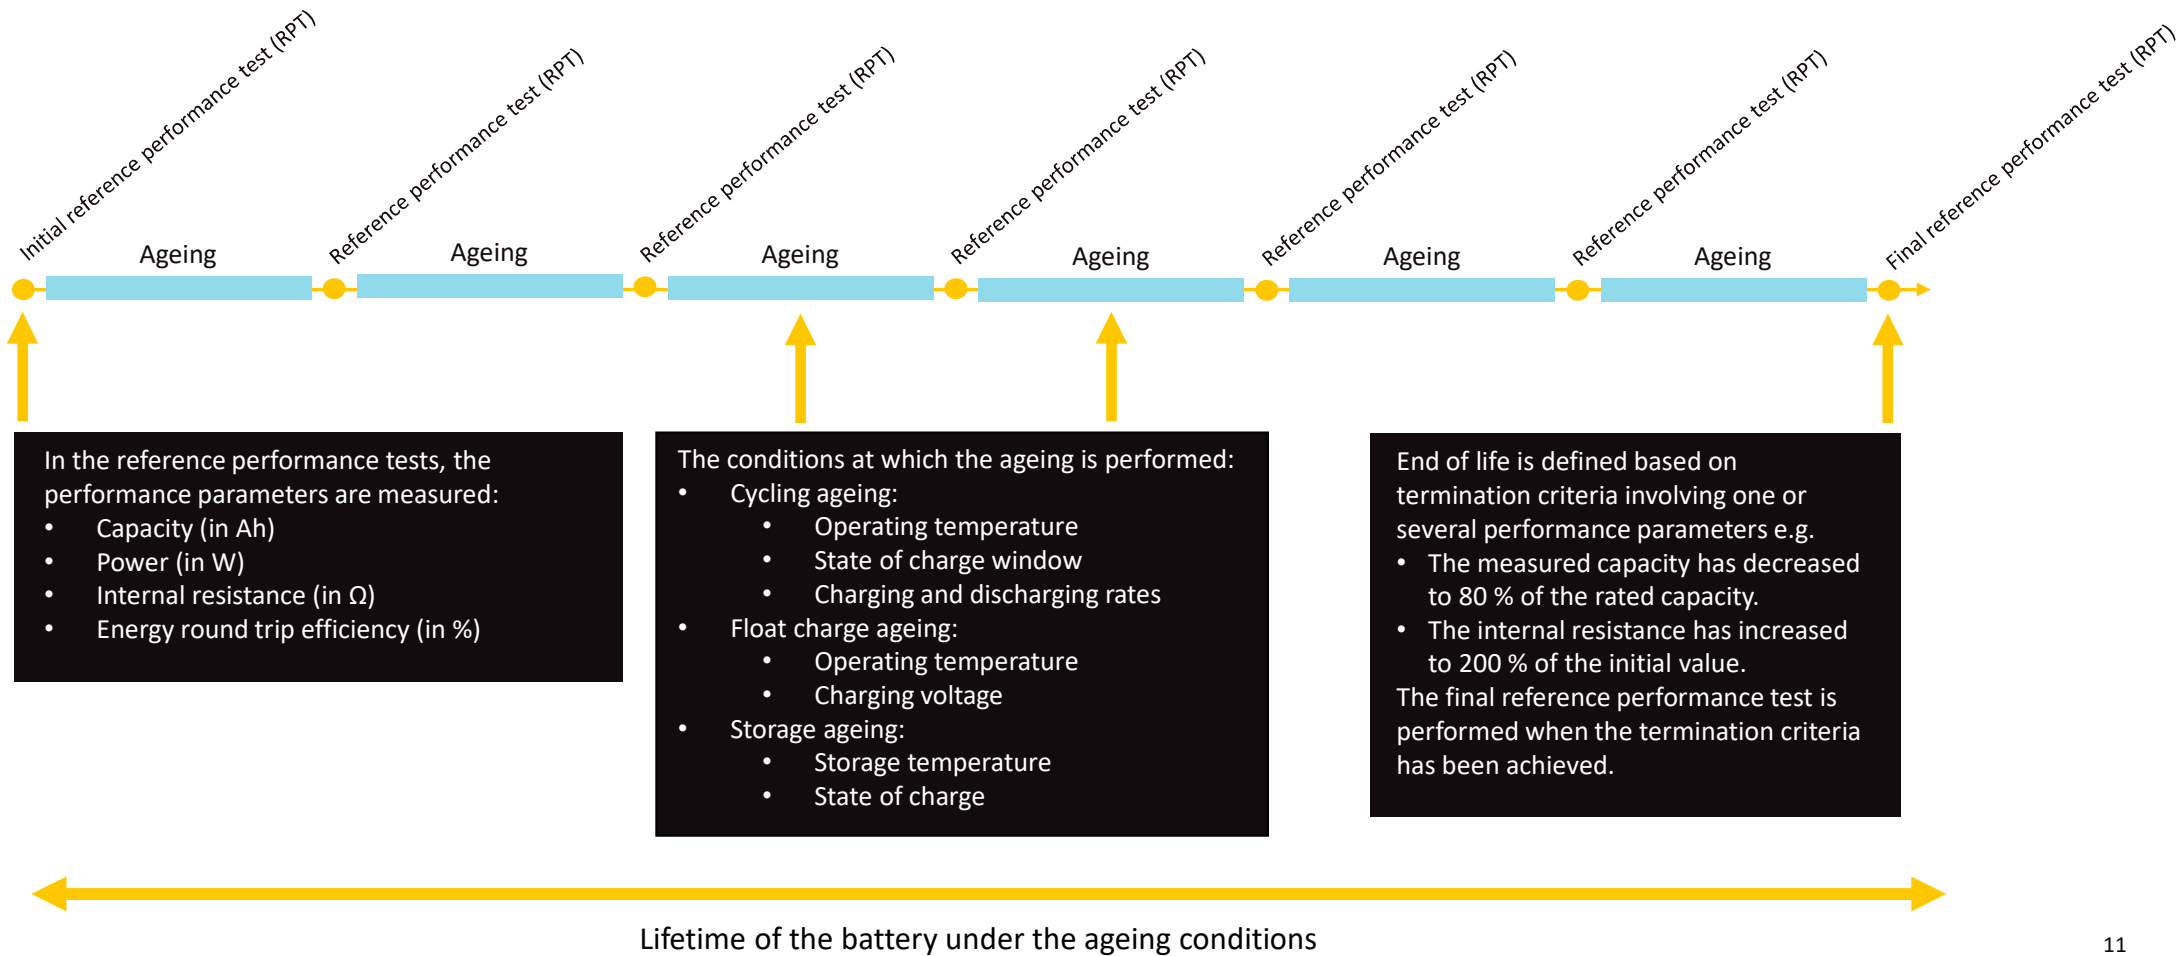 Initial reference performance test (RPT)
Reference performance test (RPT)
Reference performance test (RPT)
Reference performance test (RPT)
Reference performance test (RPT)
Reference performance test (RPT)
Final reference performance test (RPT)
Ageing
Ageing
Ageing
Ageing
Ageing
Ageing
In the reference performance tests, the
performance parameters are measured:
• Capacity (in Ah)
• Power (in W)
• Internal resistance (in Ω)
• Energy round trip efficiency (in %)
The conditions at which the ageing is performed:
• Cycling ageing:
• Operating temperature
• State of charge window
• Charging and discharging rates
• Float charge ageing:
• Operating temperature
• Charging voltage
• Storage ageing:
• Storage temperature
• State of charge
End of life is defined based on
termination criteria involving one or
several performance parameters e.g.
• The measured capacity has decreased
to 80 % of the rated capacity.
• The internal resistance has increased
to 200 % of the initial value.
The final reference performance test is
performed when the termination criteria
has been achieved.
Lifetime of the battery under the ageing conditions
11